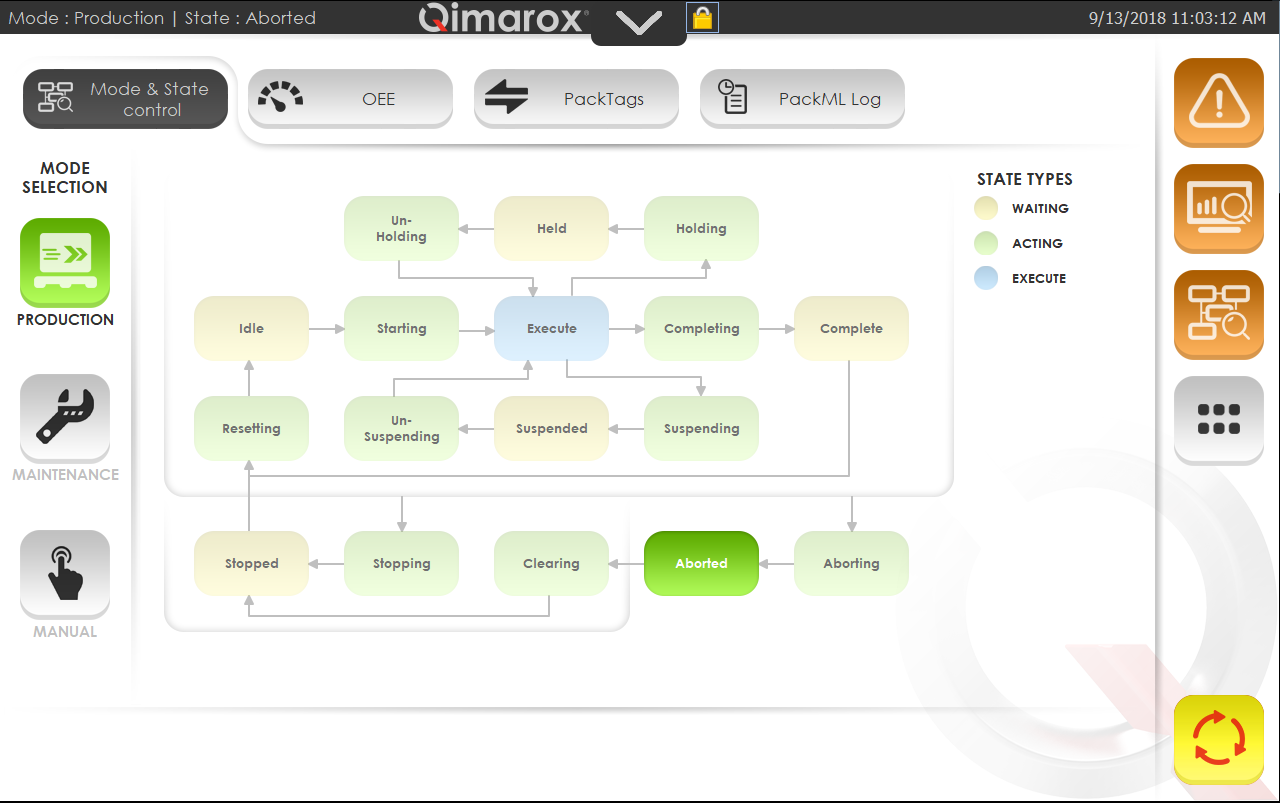 Mode : Production | State : Aborted
Qimarox®
9/13/2018 11:03:12 AM
Mode & State
control
OEE
PackTags
PackML Log
MODE
SELECTION
PRODUCTION
MAINTENANCE
MANUAL
STATE TYPES
WAITING
ACTING
EXECUTE
Un-
Holding
Held
Holding
Idle
Starting
Execute
Completing
Complete
Resetting
Un-
Suspending
Suspended
Suspending
Stopped
Stopping
Clearing
Aborted
Aborting